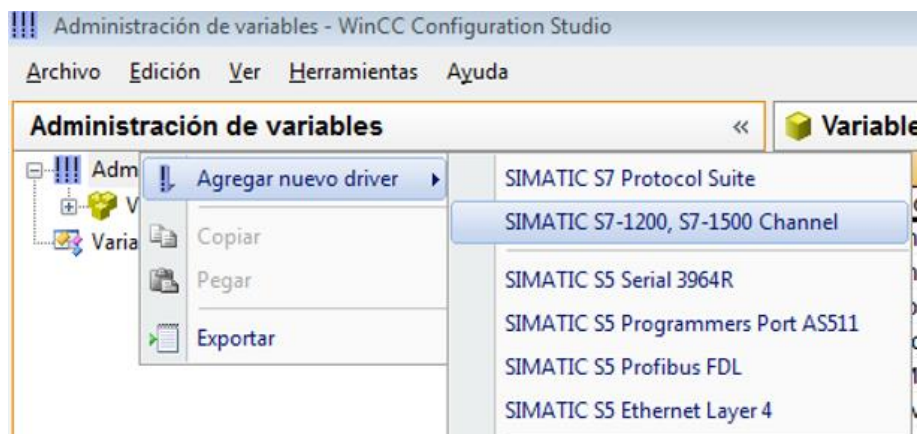 Administración de variables - WinCC Configuration Studio
Archivo Edición Ver Herramientas Ayuda
Administración de variables «
Variable
Adm
V
Varia
Agregar nuevo driver
Copiar
Pegar
Exportar
SIMATIC S7 Protocol Suite
SIMATIC S7-1200, S7-1500 Channel
SIMATIC S5 Serial 3964R
SIMATIC S5 Programmers Port AS511
SIMATIC S5 Profibus FDL
SIMATIC S5 Ethernet Layer 4